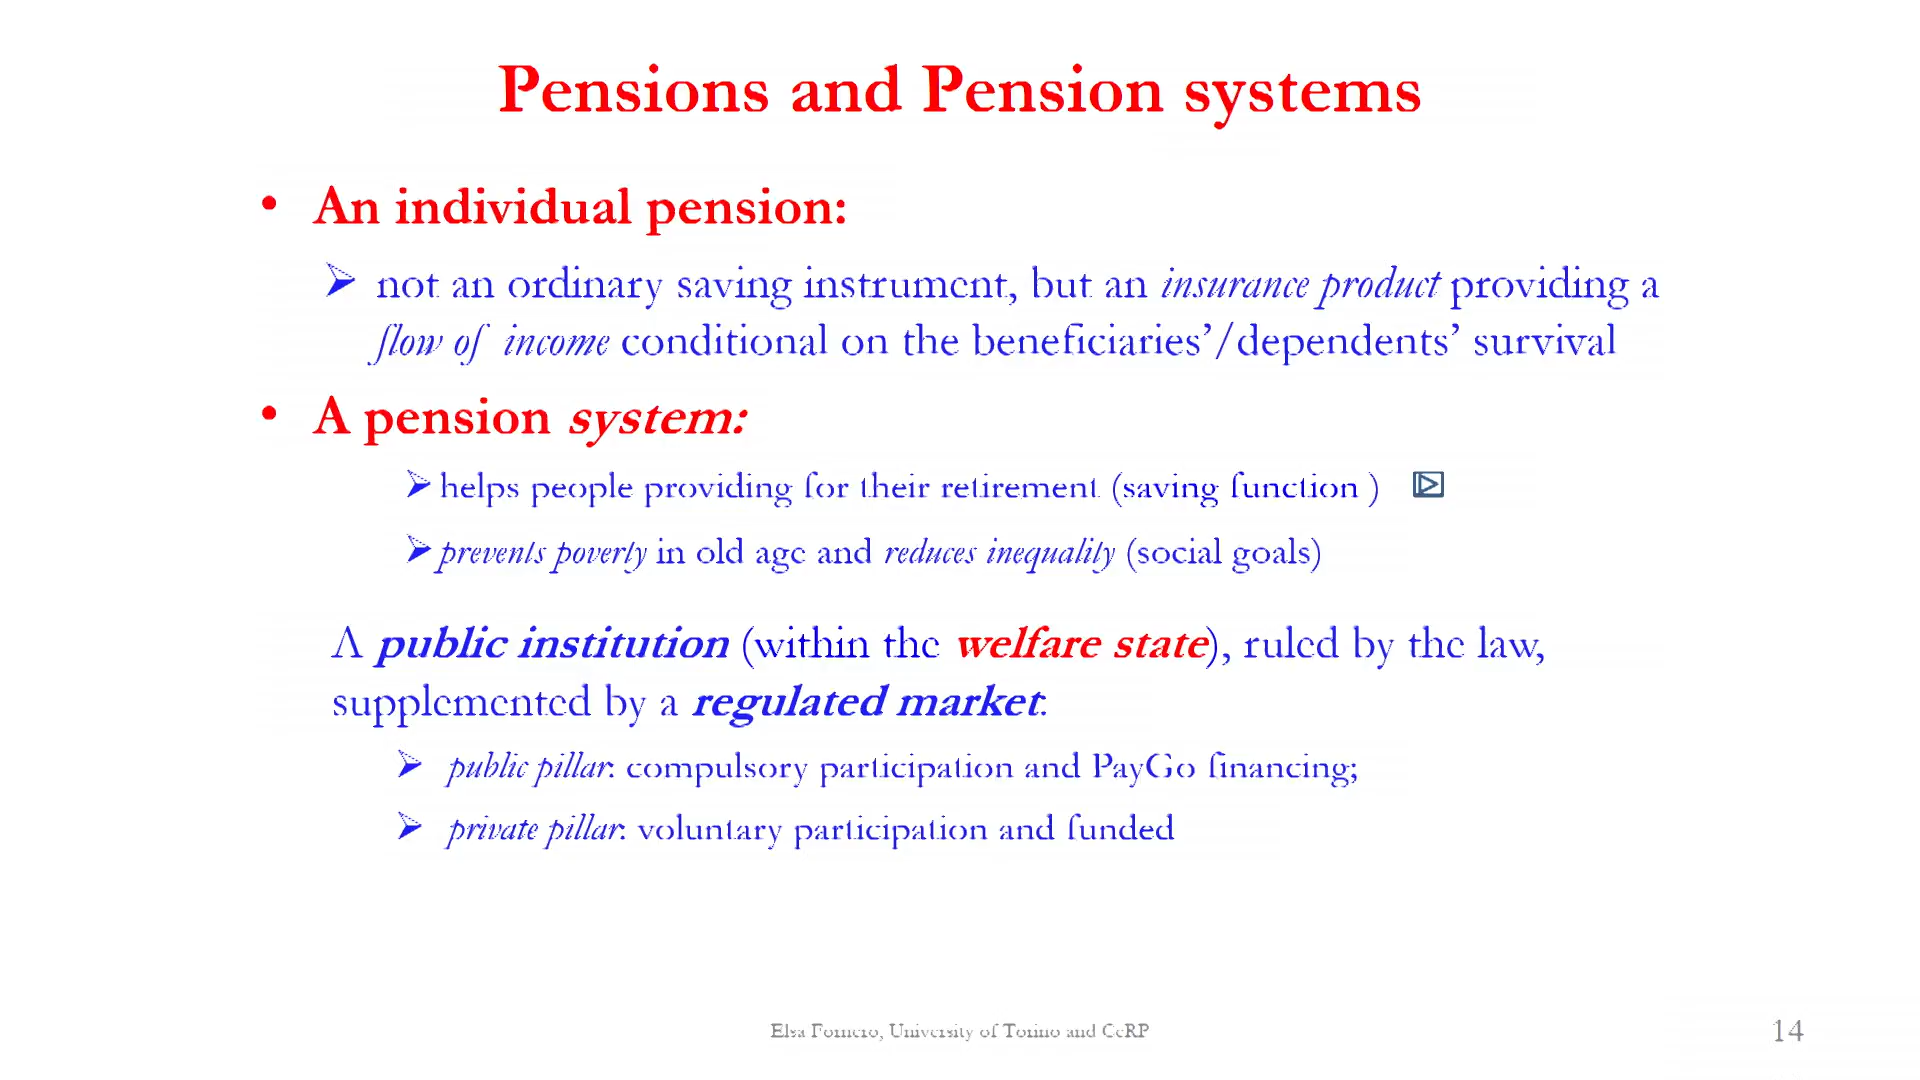 Pensions and Pension systems
• An individual pension:
➢ not an ordinary saving instrument, but an insurance product providing a
flow of income conditional on the beneficiaries’/dependents’ survival
• A pension system:
➢ helps people providing for their retirement (saving function )
➢ prevents poverty in old age and reduces inequality (social goals)
A public institution (within the welfare state), ruled by the law,
supplemented by a regulated market:
➢ public pillar: compulsory participation and PayGo financing;
➢ private pillar: voluntary participation and funded
Elsa Fornero, University of Torino and CeRP
14